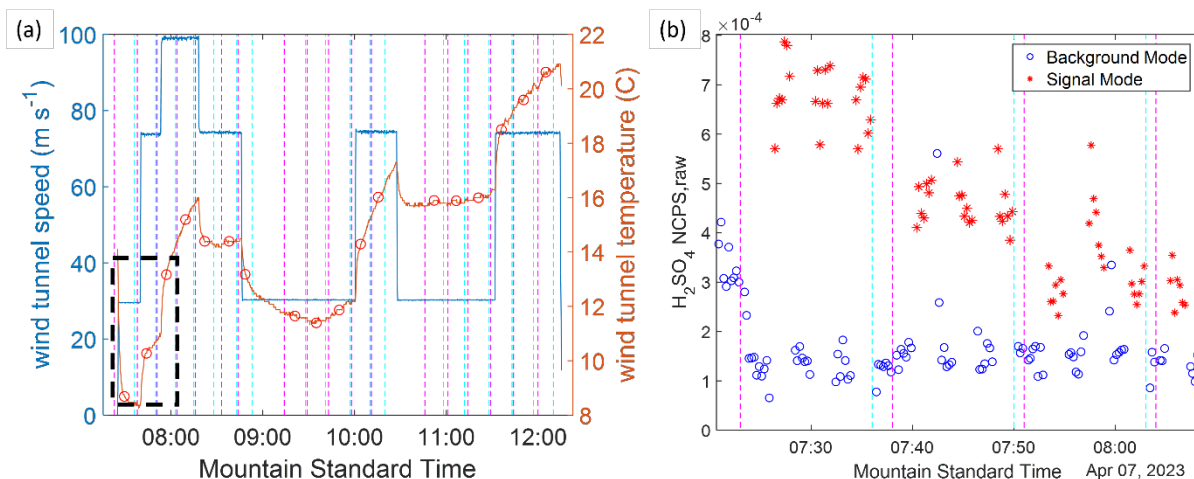 (a)
wind tunnel speed (m s⁻¹)
100
80
60
40
20
0
22
20
18
16
14
12
10
8
wind tunnel temperature (C)
08:00 09:00 10:00 11:00 12:00
Mountain Standard Time
(b)
×10⁻⁴
H₂SO₄ NCPS,raw
8
7
6
5
4
3
2
1
0
Background Mode
Signal Mode
07:30 07:40 07:50 08:00
Mountain Standard Time Apr 07, 2023